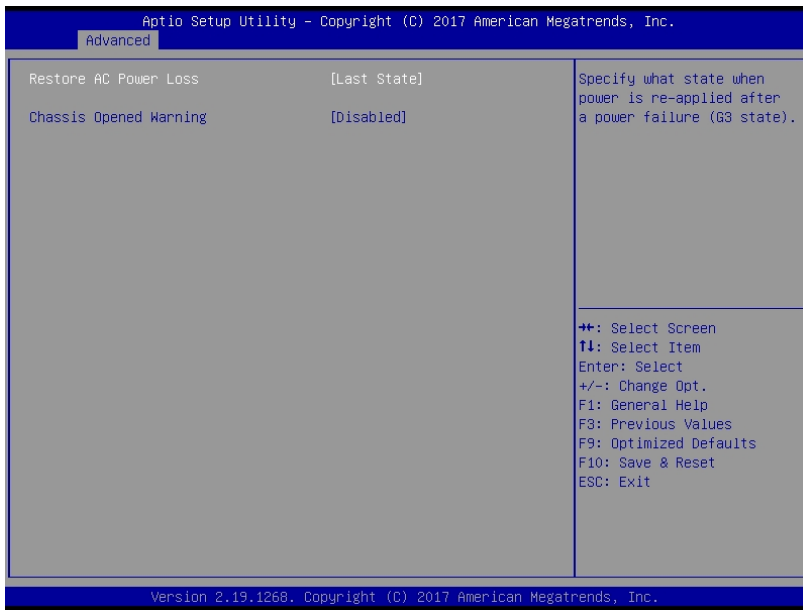 Aptio Setup Utility – Copyright (C) 2017 American Megatrends, Inc.
Advanced
Restore AC Power Loss [Last State]
Chassis Opened Warning [Disabled]
Specify what state when
power is re-applied after
a power failure (G3 state).
→←: Select Screen
↑↓: Select Item
Enter: Select
+/-: Change Opt.
F1: General Help
F3: Previous Values
F9: Optimized Defaults
F10: Save & Reset
ESC: Exit
Version 2.19.1268. Copyright (C) 2017 American Megatrends, Inc.